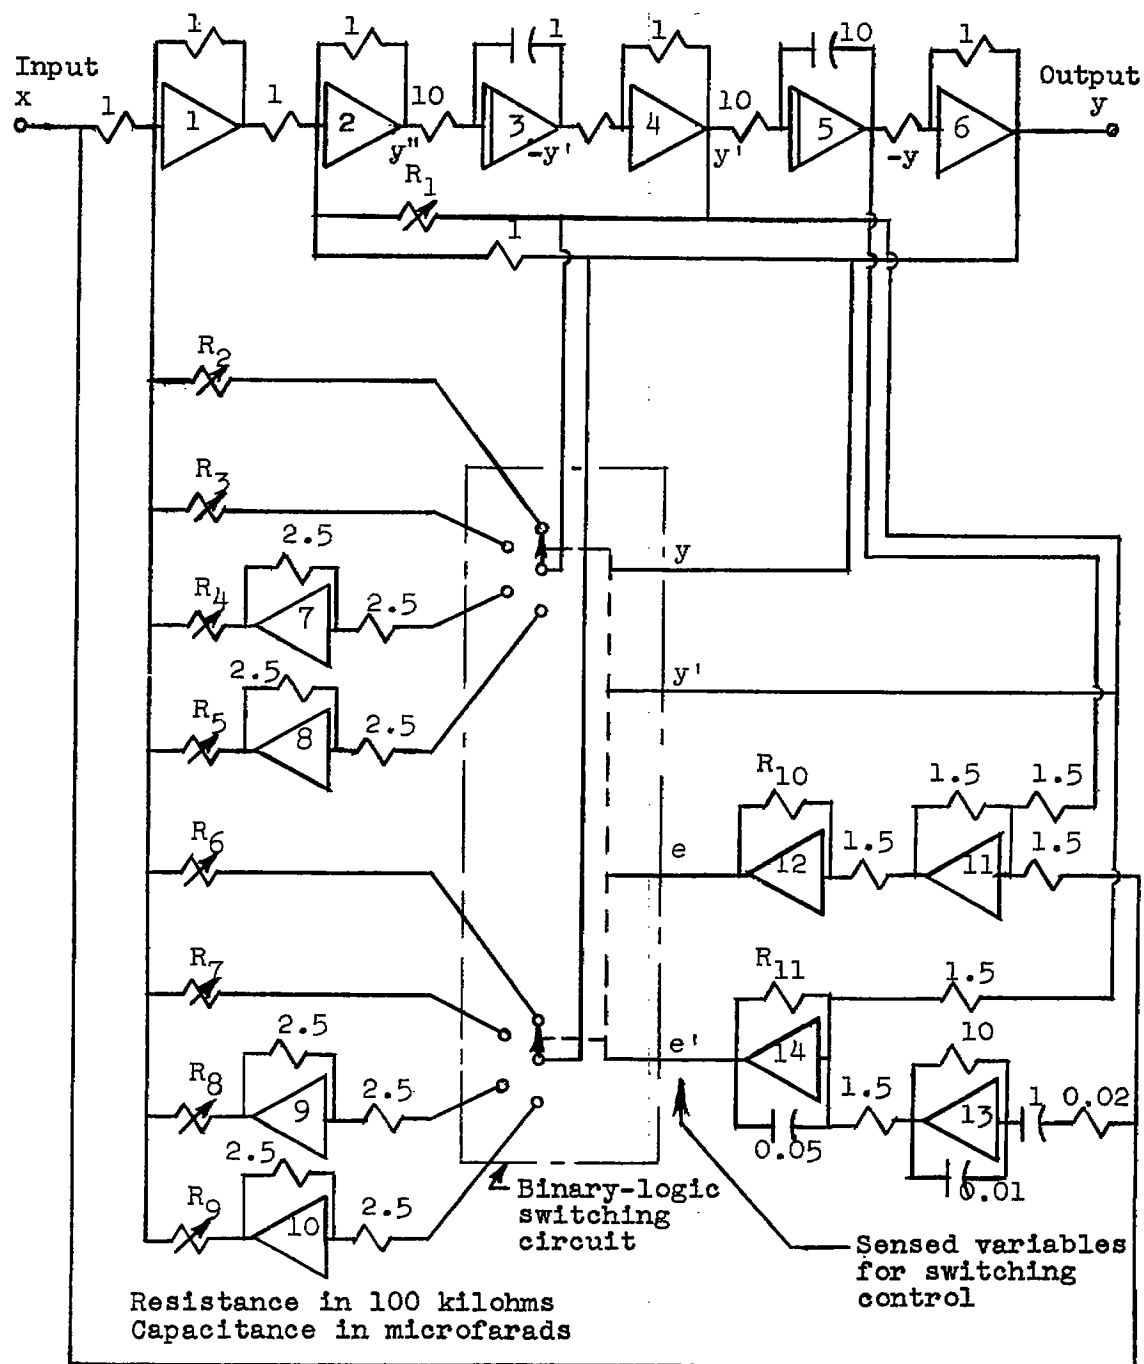 1 1 1 1 10 1
Input
x
Output
y
1 1 10 10
1 2 3 4 5 6
y" -y' y' -y
R1
1
R2
R3
2.5
R4 7 2.5
2.5
R5 8 2.5
y
y'
R10 1.5 1.5
R6
e 12 1.5 11 1.5
R7
R11 1.5
2.5
e' 14 10
R8 9 2.5
1.5 13 1 0.02
0.05
0.01
2.5
R9 10 2.5
Binary-logic
switching
circuit
Sensed variables
for switching
control
Resistance in 100 kilohms
Capacitance in microfarads